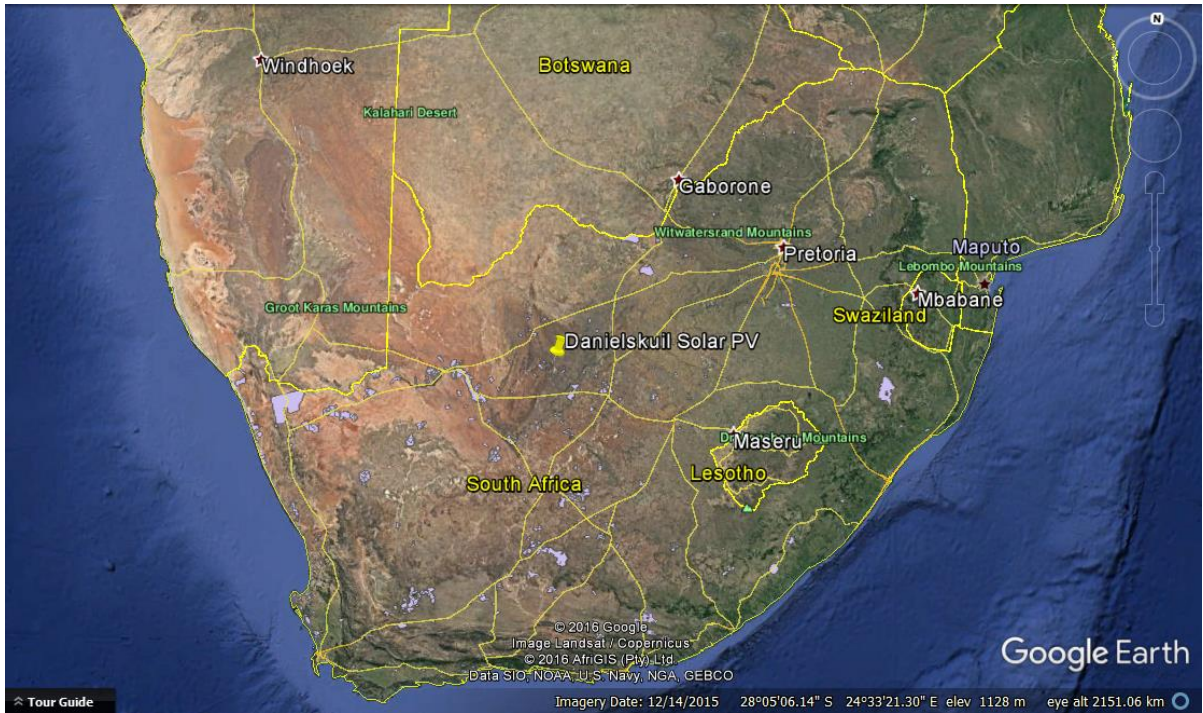 N
Windhoek
Botswana
Kalahari Desert
Gaborone
Witwatersrand Mountains
Pretoria
Maputo
Lebombo Mountains
Mbabane
Swaziland
Groot Karas Mountains
Danielskuil Solar PV
Maseru
Mountains
Lesotho
South Africa
© 2016 Google
Image Landsat / Copernicus
© 2016 AfriGIS (Pty) Ltd.
Data SIO, NOAA, U.S. Navy, NGA, GEBCO
Google Earth
Tour Guide
Imagery Date: 12/14/2015 28°05'06.14" S 24°33'21.30" E elev 1128 m eye alt 2151.06 km